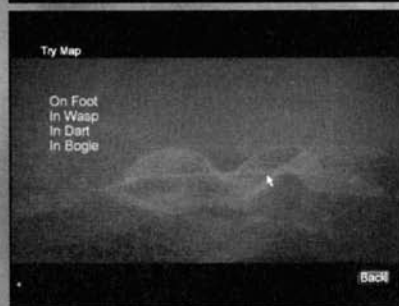 Try Map
On Foot
In Wasp
In Dart
In Bogie
Back